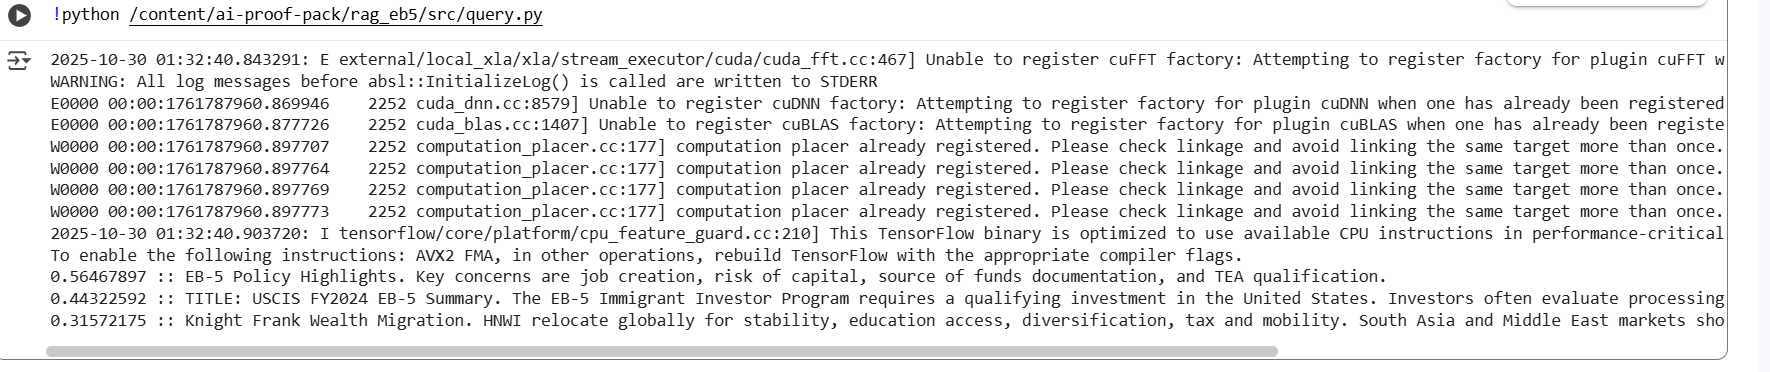 !python /content/ai-proof-pack/rag_eb5/src/query.py
2025-10-30 01:32:40.843291: E external/local_xla/xla/stream_executor/cuda/cuda_fft.cc:467] Unable to register cuFFT factory: Attempting to register factory for plugin cuFFT w
WARNING: All log messages before absl::InitializeLog() is called are written to STDERR
E0000 00:00:1761787960.869946    2252 cuda_dnn.cc:8579] Unable to register cuDNN factory: Attempting to register factory for plugin cuDNN when one has already been registered
E0000 00:00:1761787960.877726    2252 cuda_blas.cc:1407] Unable to register cuBLAS factory: Attempting to register factory for plugin cuBLAS when one has already been registe
W0000 00:00:1761787960.897707    2252 computation_placer.cc:177] computation placer already registered. Please check linkage and avoid linking the same target more than once.
W0000 00:00:1761787960.897764    2252 computation_placer.cc:177] computation placer already registered. Please check linkage and avoid linking the same target more than once.
W0000 00:00:1761787960.897769    2252 computation_placer.cc:177] computation placer already registered. Please check linkage and avoid linking the same target more than once.
W0000 00:00:1761787960.897773    2252 computation_placer.cc:177] computation placer already registered. Please check linkage and avoid linking the same target more than once.
2025-10-30 01:32:40.903720: I tensorflow/core/platform/cpu_feature_guard.cc:210] This TensorFlow binary is optimized to use available CPU instructions in performance-critical
To enable the following instructions: AVX2 FMA, in other operations, rebuild TensorFlow with the appropriate compiler flags.
0.56467897 :: EB-5 Policy Highlights. Key concerns are job creation, risk of capital, source of funds documentation, and TEA qualification.
0.44322592 :: TITLE: USCIS FY2024 EB-5 Summary. The EB-5 Immigrant Investor Program requires a qualifying investment in the United States. Investors often evaluate processing
0.31572175 :: Knight Frank Wealth Migration. HNWI relocate globally for stability, education access, diversification, tax and mobility. South Asia and Middle East markets sho